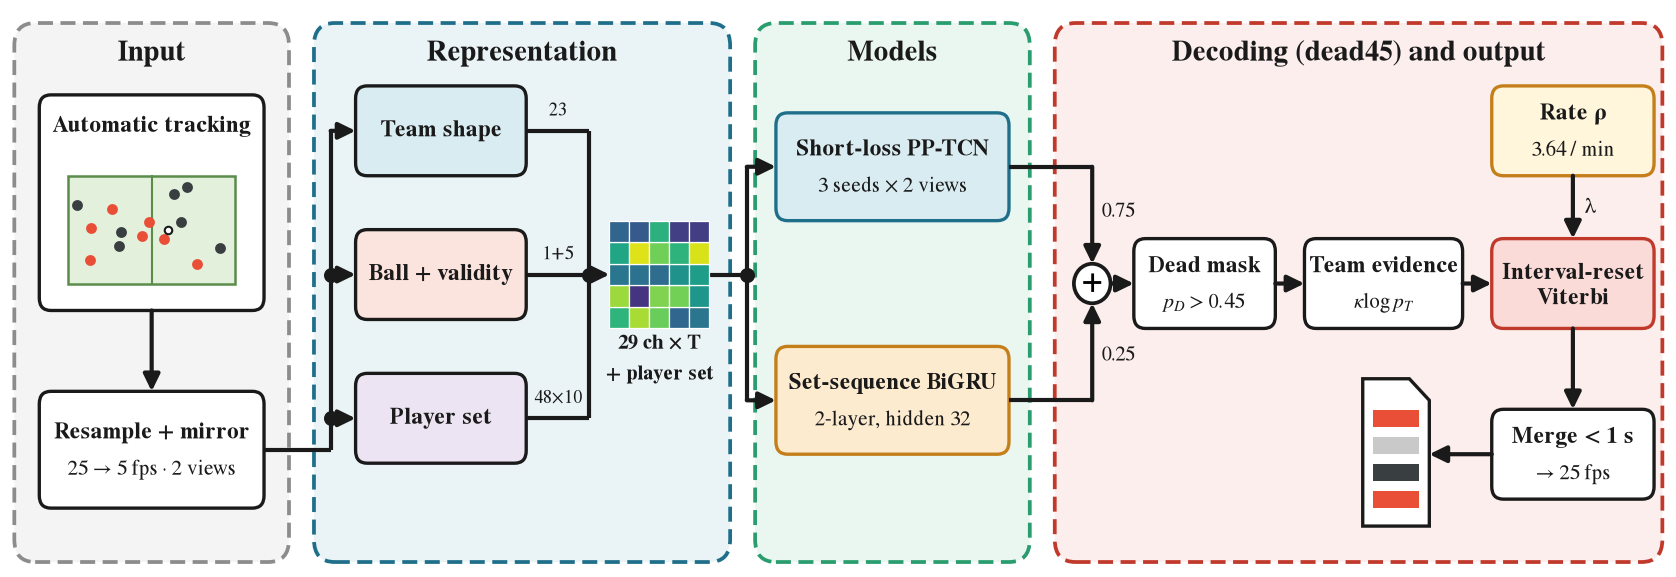 Input
Automatic tracking
Resample + mirror
25 → 5 fps · 2 views
Representation
Team shape
23
Ball + validity
1+5
Player set
48×10
29 ch × T
+ player set
Models
Short-loss PP-TCN
3 seeds × 2 views
Set-sequence BiGRU
2-layer, hidden 32
Decoding (dead45) and output
0.75
+
0.25
Dead mask
p_D > 0.45
Team evidence
κ log p_T
Rate ρ
3.64 / min
λ
Interval-reset
Viterbi
Merge < 1 s
→ 25 fps